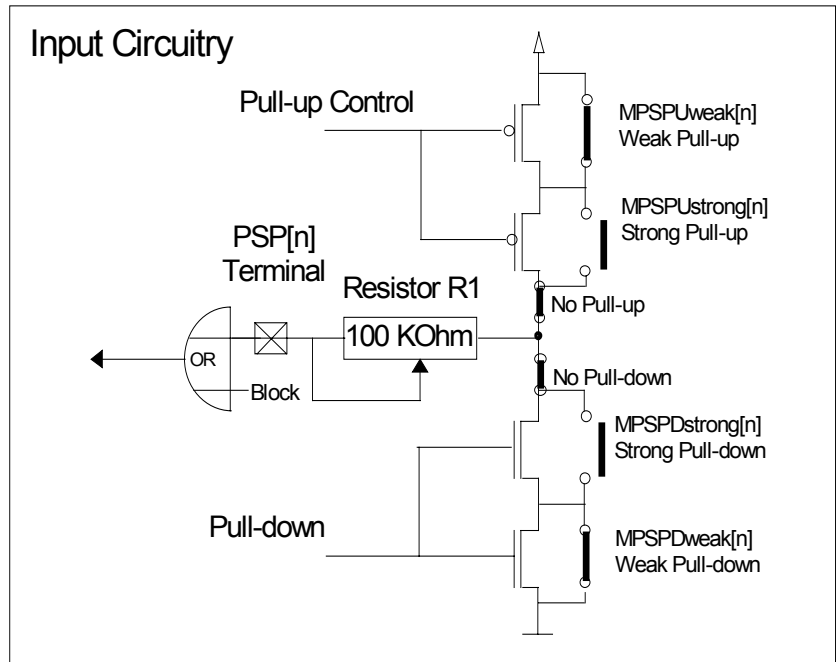 Input Circuitry
Pull-up Control
MPSPUweak[n]
Weak Pull-up
MPSPUstrong[n]
Strong Pull-up
PSP[n]
Terminal
Resistor R1
No Pull-up
100 KOhm
OR
Block
No Pull-down
MPSPDstrong[n]
Strong Pull-down
Pull-down
MPSPDweak[n]
Weak Pull-down